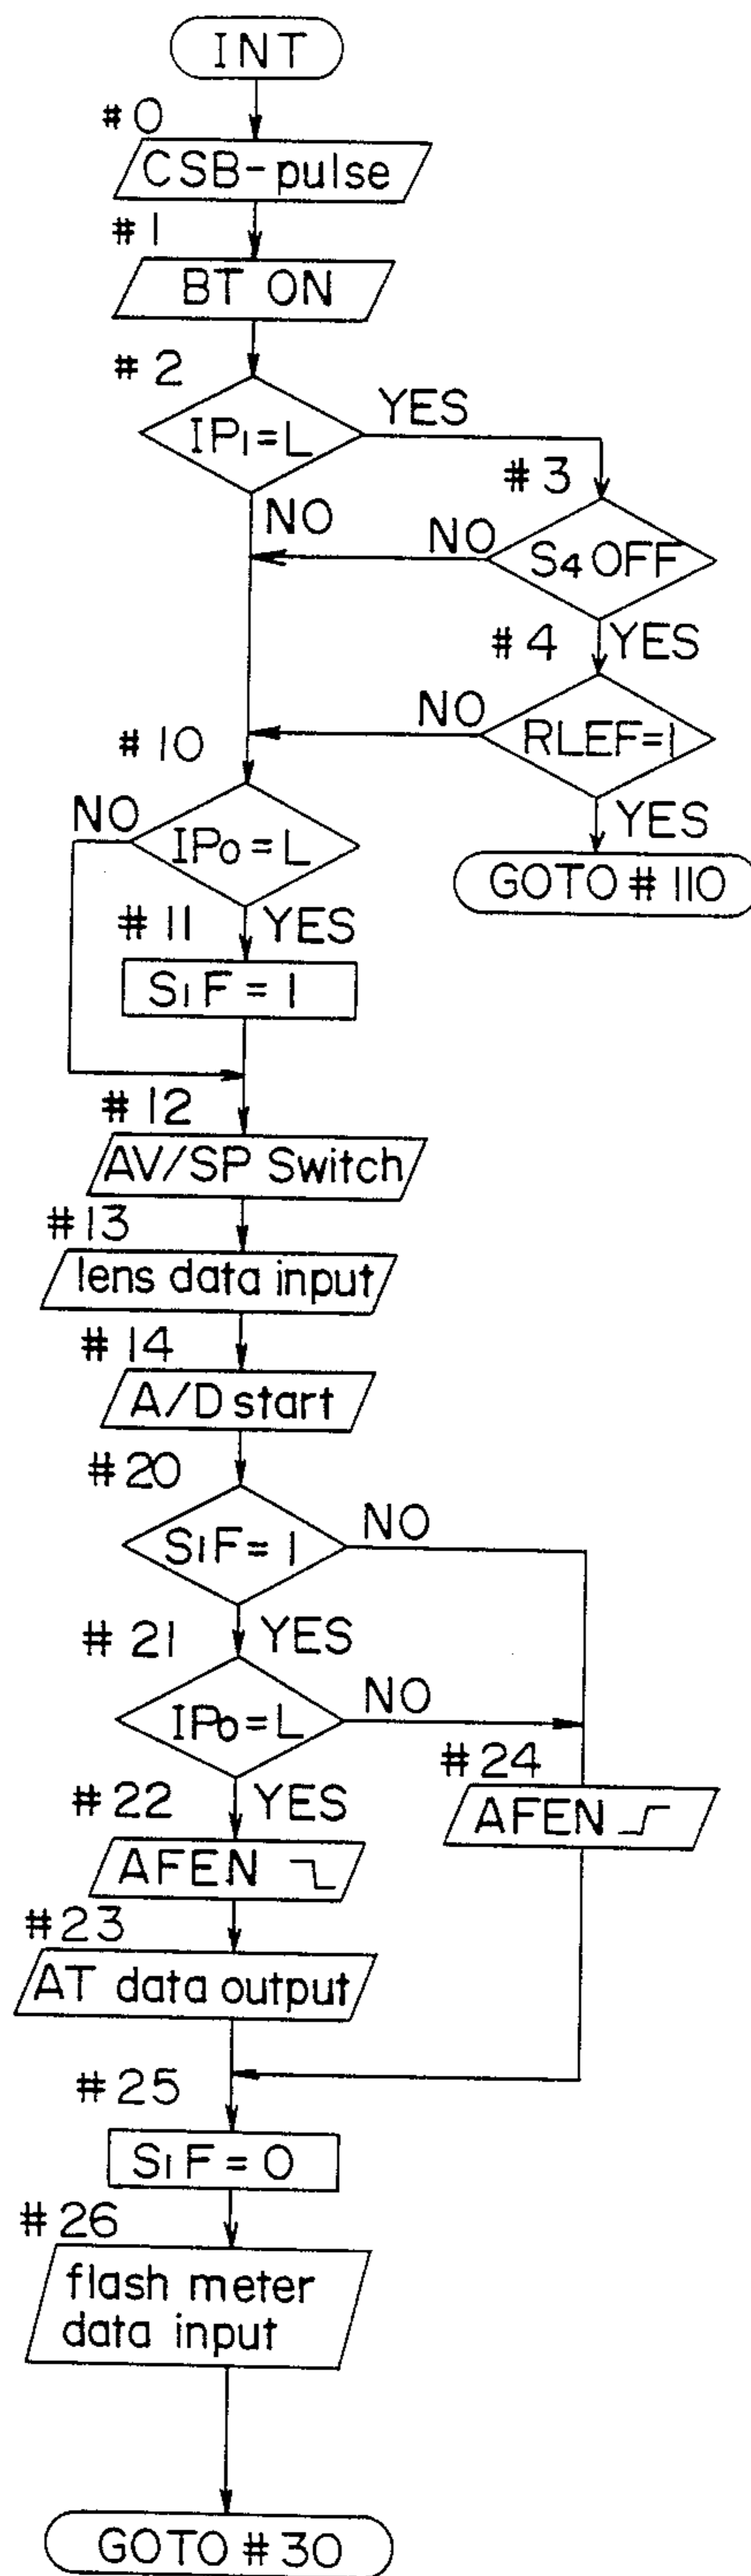 INT
#0
CSB-pulse
#1
BT ON
#2
IP₁=L
YES
NO
#3
S₄ OFF
NO
YES
#4
RLEF=1
NO
YES
GOTO #110
#10
IP₀=L
NO
YES
#11
S₁F=1
#12
AV/SP Switch
#13
lens data input
#14
A/D start
#20
S₁F=1
NO
YES
#21
IP₀=L
NO
YES
#22
AFEN
#24
AFEN
#23
AT data output
#25
S₁F=0
#26
flash meter
data input
GOTO #30